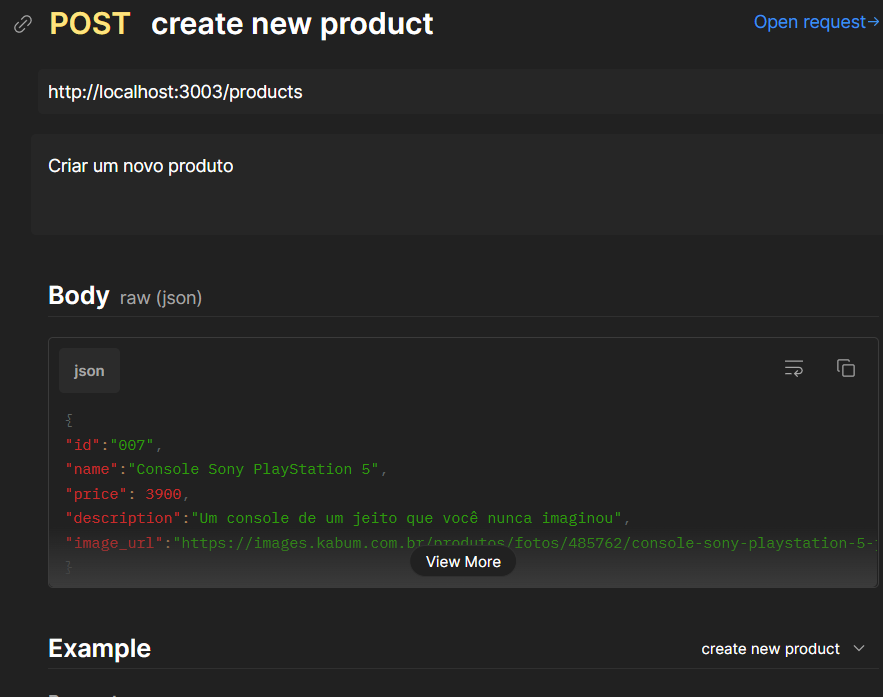 POST create new product Open request→
http://localhost:3003/products
Criar um novo produto
Body raw (json)
json
{
"id":"007",
"name":"Console Sony PlayStation 5",
"price": 3900,
"description":"Um console de um jeito que você nunca imaginou",
"image_url":"https://images.kabum.com.br/produtos/fotos/485762/console-sony-playstation-5-
}
View More
Example create new product